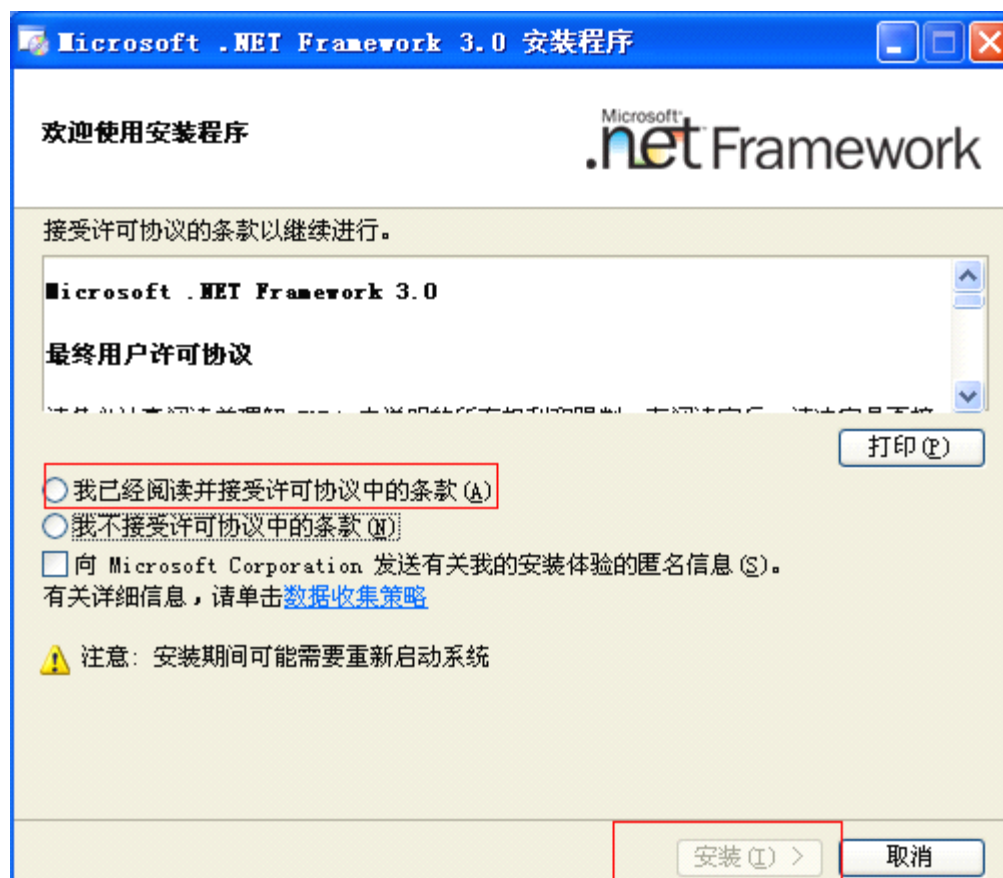 Microsoft .NET Framework 3.0 安装程序
欢迎使用安装程序
Microsoft
.net Framework
接受许可协议的条款以继续进行。
Microsoft .NET Framework 3.0
最终用户许可协议
打印(P)
我已经阅读并接受许可协议中的条款(A)
我不接受许可协议中的条款(N)
向 Microsoft Corporation 发送有关我的安装体验的匿名信息(S)。
有关详细信息，请单击数据收集策略
注意: 安装期间可能需要重新启动系统
安装(I) >
取消